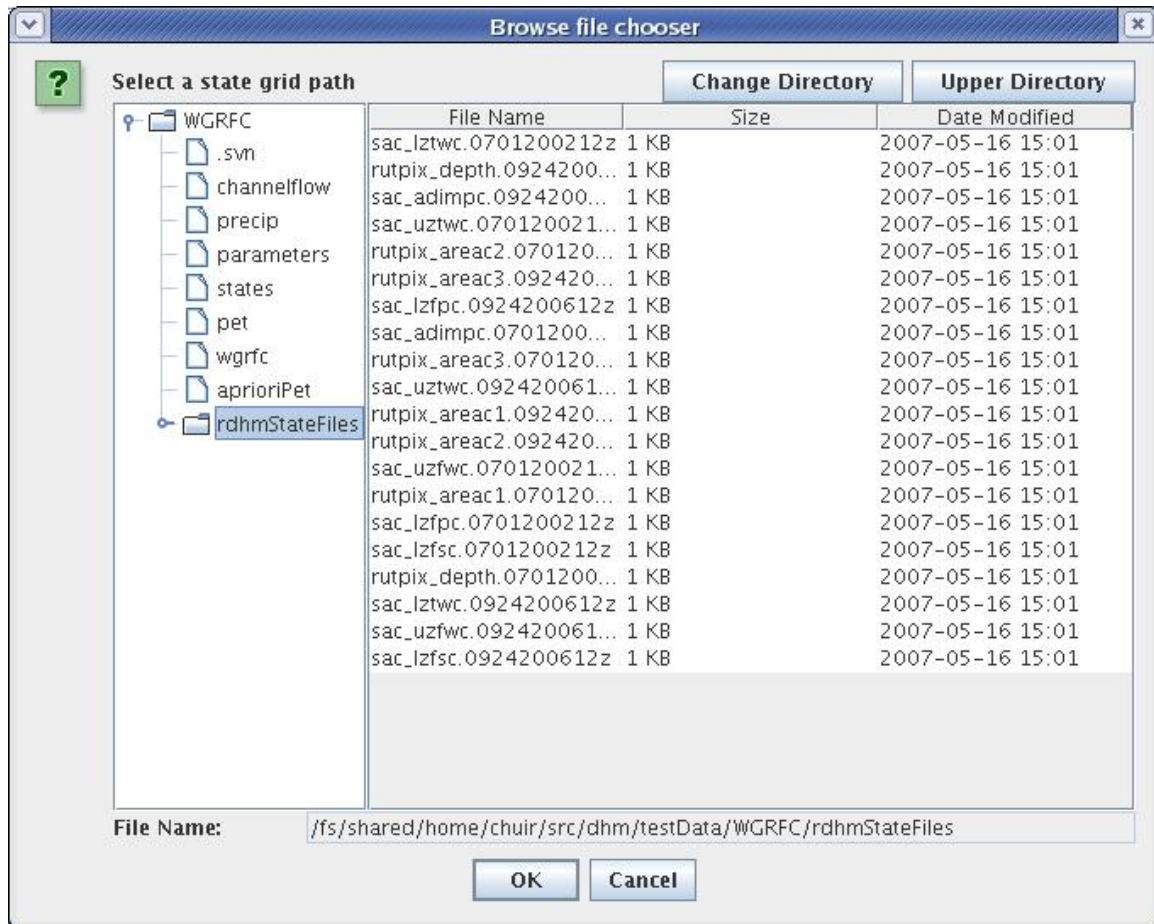 Browse file chooser
?
Select a state grid path
Change Directory
Upper Directory
WGRFC
.svn
channelflow
precip
parameters
states
pet
wgrfc
aprioriPet
rdhmStateFiles
File Name Size Date Modified
sac_lztwc.0701200212z 1 KB 2007-05-16 15:01
rutpix_depth.0924200... 1 KB 2007-05-16 15:01
sac_adimpc.0924200... 1 KB 2007-05-16 15:01
sac_uztwc.070120021... 1 KB 2007-05-16 15:01
rutpix_areac2.070120... 1 KB 2007-05-16 15:01
rutpix_areac3.092420... 1 KB 2007-05-16 15:01
sac_lzfpc.0924200612z 1 KB 2007-05-16 15:01
sac_adimpc.0701200... 1 KB 2007-05-16 15:01
rutpix_areac3.070120... 1 KB 2007-05-16 15:01
sac_uztwc.092420061... 1 KB 2007-05-16 15:01
rutpix_areac1.092420... 1 KB 2007-05-16 15:01
rutpix_areac2.092420... 1 KB 2007-05-16 15:01
sac_uzfwc.070120021... 1 KB 2007-05-16 15:01
rutpix_areac1.070120... 1 KB 2007-05-16 15:01
sac_lzfpc.0701200212z 1 KB 2007-05-16 15:01
sac_lzfsc.0701200212z 1 KB 2007-05-16 15:01
rutpix_depth.0701200... 1 KB 2007-05-16 15:01
sac_lztwc.0924200612z 1 KB 2007-05-16 15:01
sac_uzfwc.092420061... 1 KB 2007-05-16 15:01
sac_lzfsc.0924200612z 1 KB 2007-05-16 15:01
File Name: /fs/shared/home/chuir/src/dhm/testData/WGRFC/rdhmStateFiles
OK Cancel